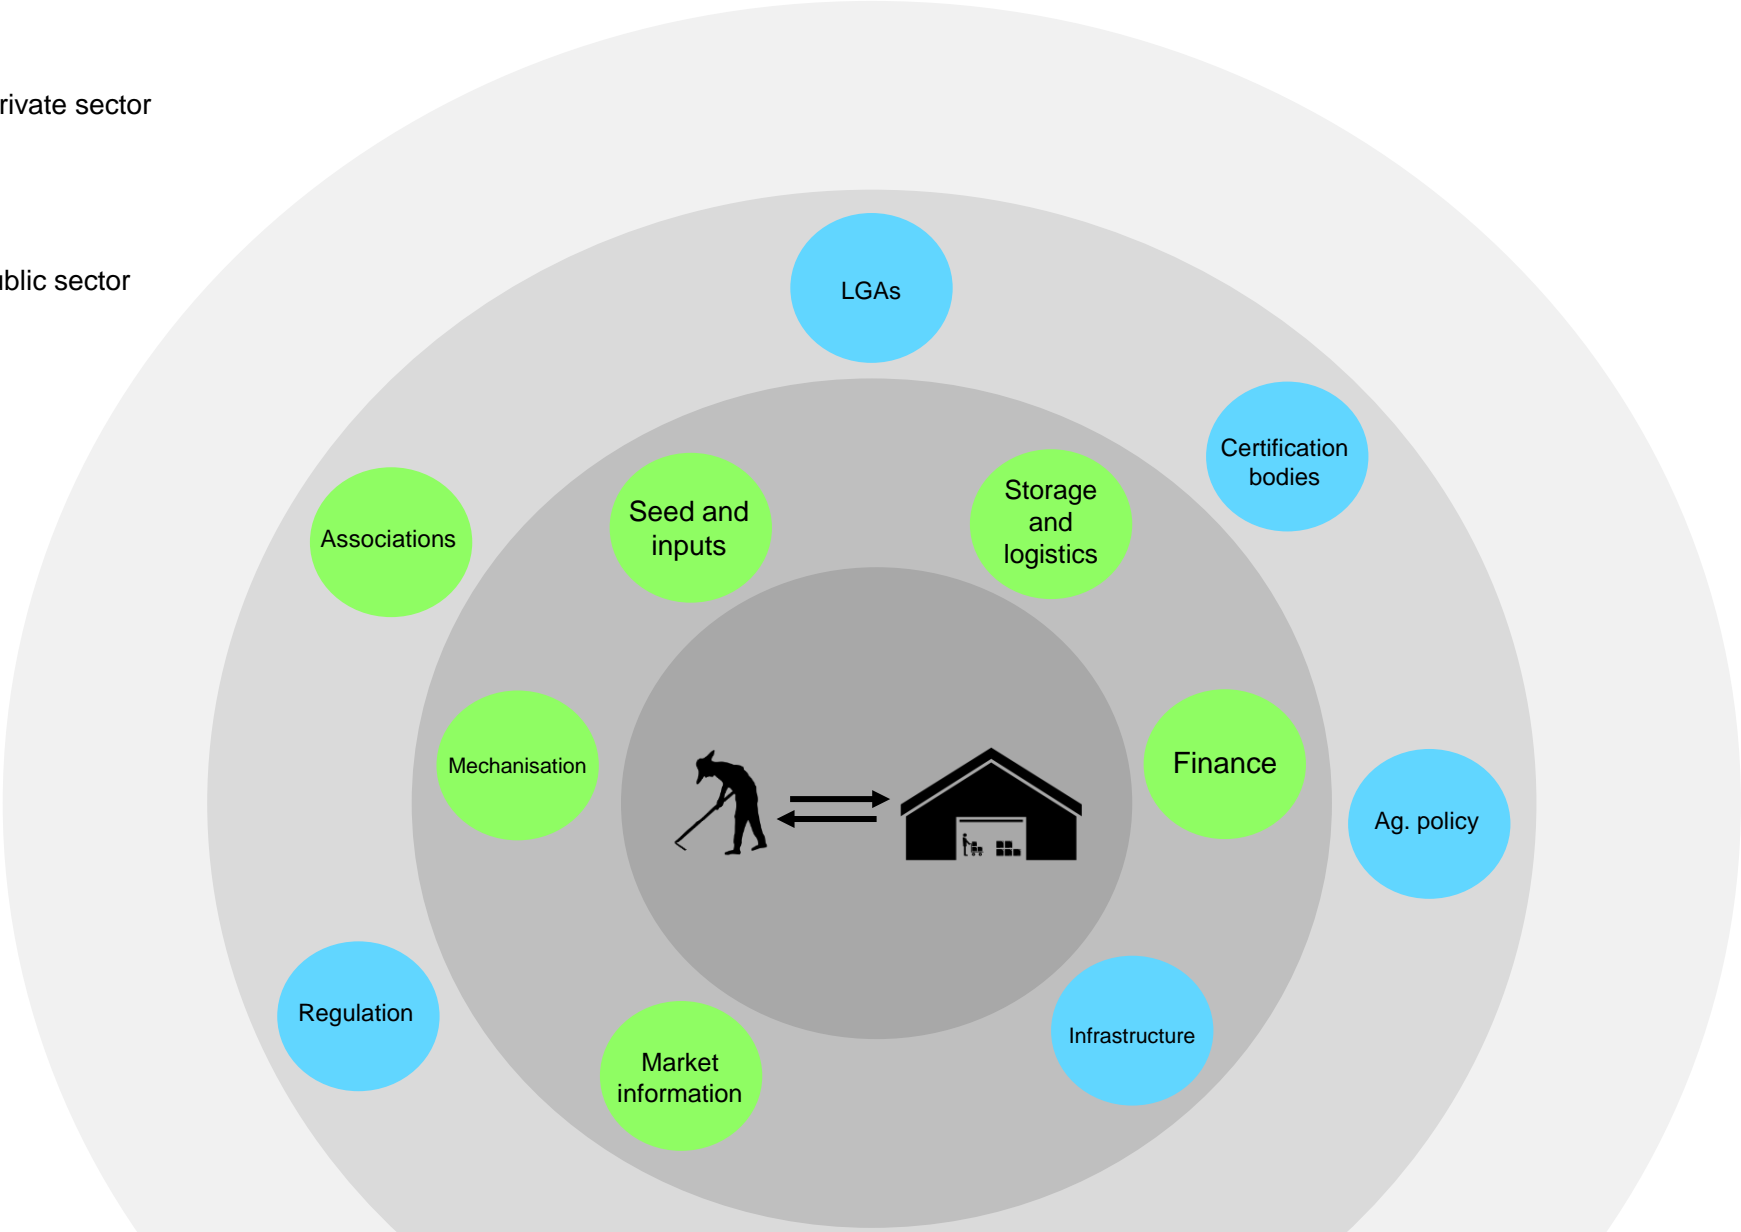 rivate sector
ublic sector
LGAs
Certification
bodies
Storage
and
logistics
Seed and
inputs
Associations
Mechanisation
Finance
Ag. policy
Regulation
Infrastructure
Market
information